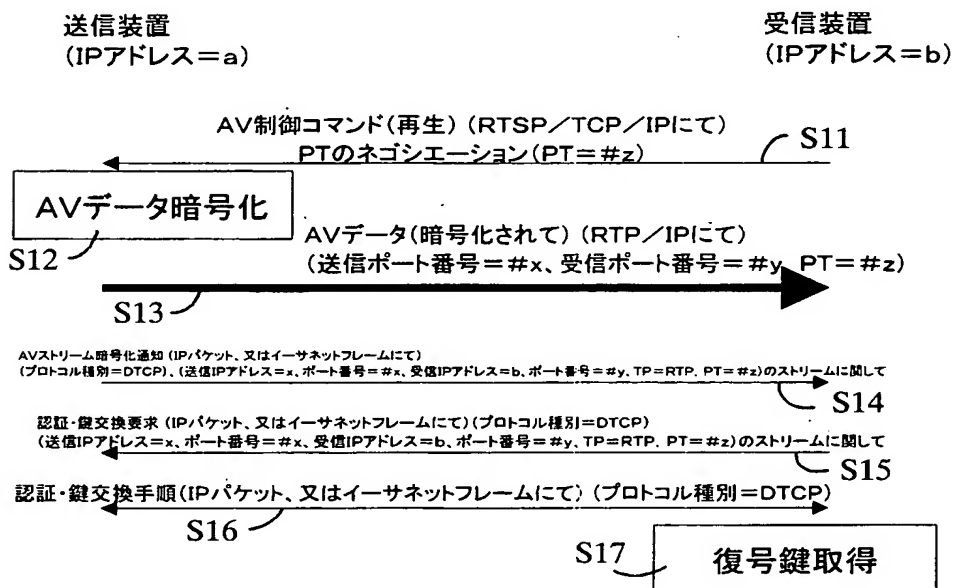 送信装置
(IPアドレス＝a)
受信装置
(IPアドレス＝b)
AV制御コマンド(再生) (RTSP／TCP／IPにて)
PTのネゴシエーション(PT＝#z)
S11
AVデータ暗号化
S12
AVデータ(暗号化されて) (RTP／IPにて)
(送信ポート番号＝#x、受信ポート番号＝#y PT＝#z)
S13
AVストリーム暗号化通知 (IPパケット、又はイーサネットフレームにて)
(プロトコル種別＝DTCP)、(送信IPアドレス＝x、ポート番号＝#x、受信IPアドレス＝b、ポート番号＝#y、TP＝RTP, PT＝#z)のストリームに関して
S14
認証・鍵交換要求 (IPパケット、又はイーサネットフレームにて) (プロトコル種別＝DTCP)
(送信IPアドレス＝x、ポート番号＝#x、受信IPアドレス＝b、ポート番号＝#y、TP＝RTP, PT＝#z)のストリームに関して
S15
認証・鍵交換手順(IPパケット、又はイーサネットフレームにて) (プロトコル種別＝DTCP)
S16
S17
復号鍵取得